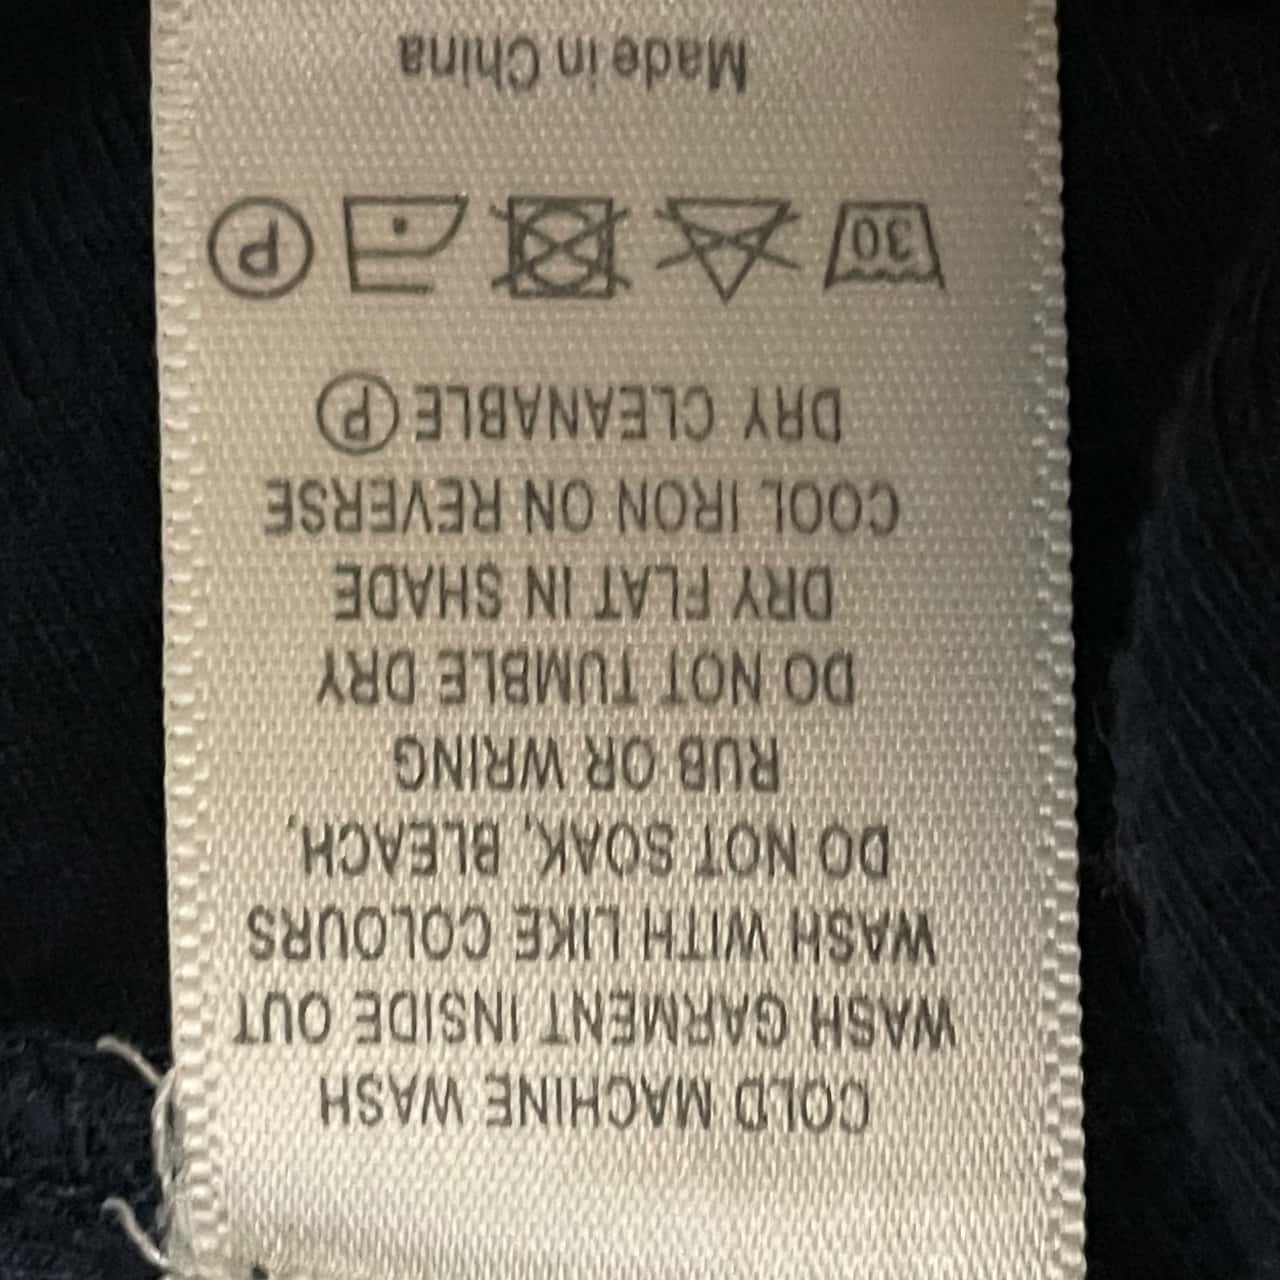 COLD MACHINE WASH
WASH GARMENT INSIDE OUT
WASH WITH LIKE COLOURS
DO NOT SOAK, BLEACH,
RUB OR WRING
DO NOT TUMBLE DRY
DRY FLAT IN SHADE
COOL IRON ON REVERSE
DRY CLEANABLE Ⓟ
30 Ⓟ
Made in China